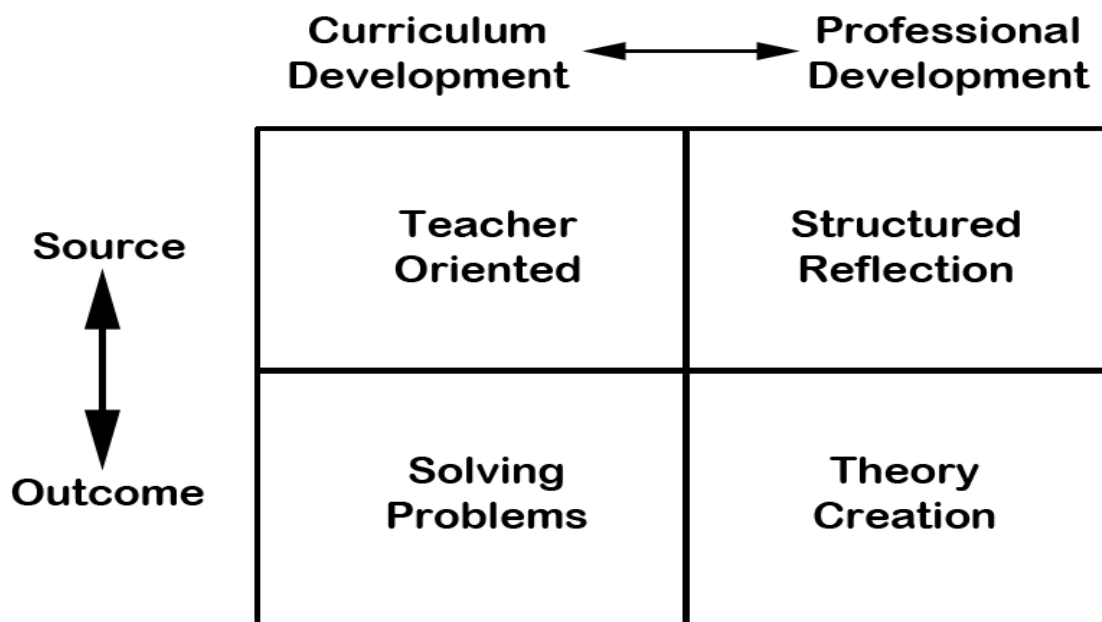 Curriculum
Development
Professional
Development
Source
Teacher
Oriented
Structured
Reflection
Outcome
Solving
Problems
Theory
Creation